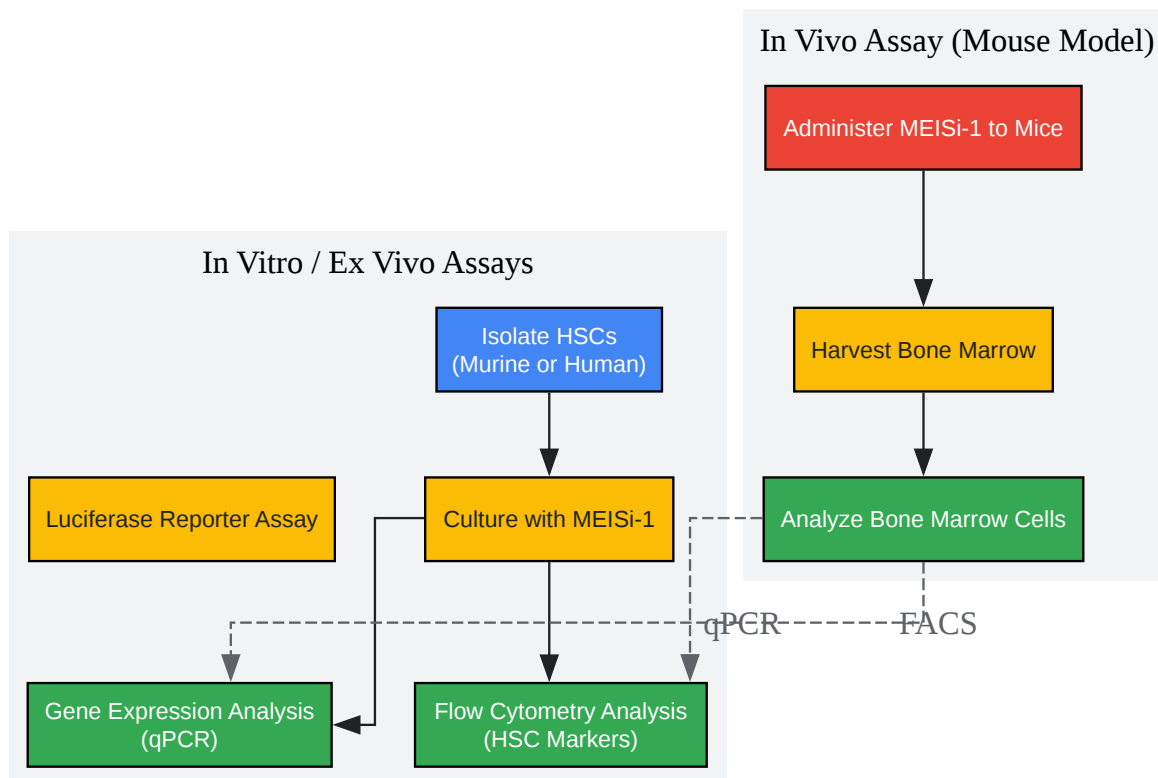 In Vivo Assay (Mouse Model)
Administer MEISi-1 to Mice
Harvest Bone Marrow
Analyze Bone Marrow Cells
In Vitro / Ex Vivo Assays
Isolate HSCs
(Murine or Human)
Luciferase Reporter Assay
Culture with MEISi-1
qPCR
FACS
Gene Expression Analysis
(qPCR)
Flow Cytometry Analysis
(HSC Markers)